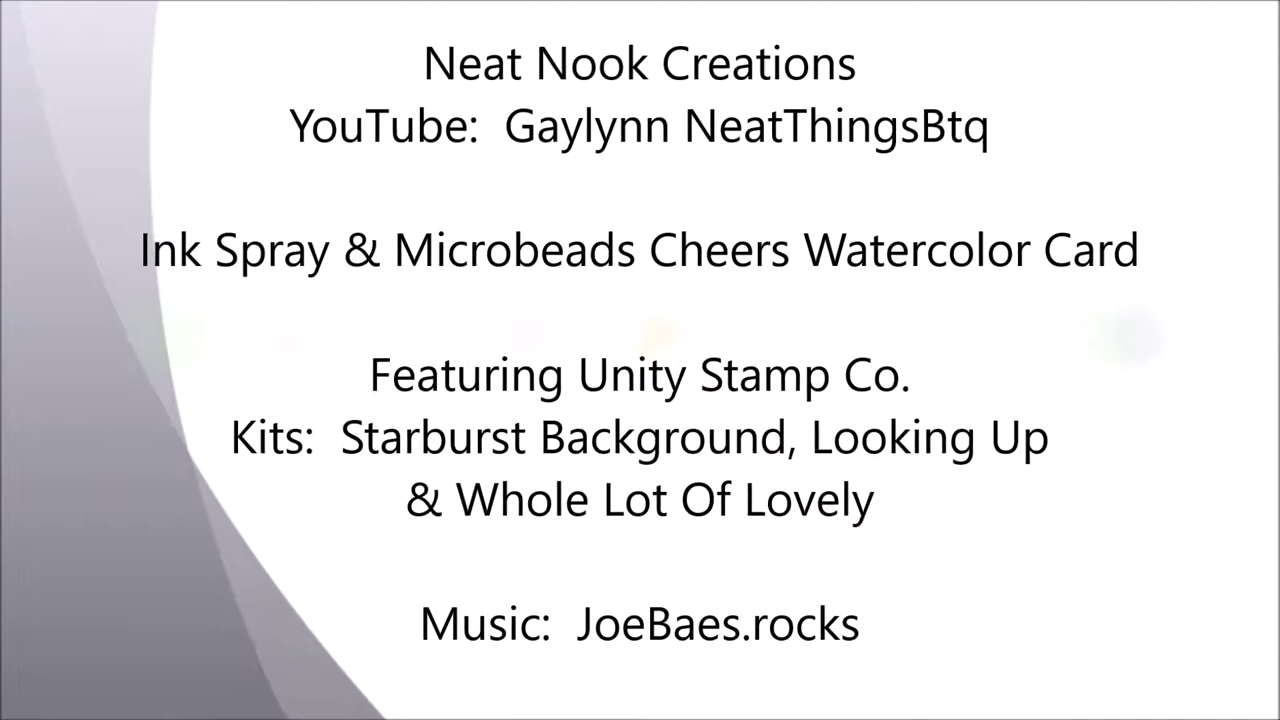 Neat Nook Creations
YouTube:  Gaylynn NeatThingsBtq
Ink Spray & Microbeads Cheers Watercolor Card
Featuring Unity Stamp Co.
Kits:  Starburst Background, Looking Up
& Whole Lot Of Lovely
Music:  JoeBaes.rocks